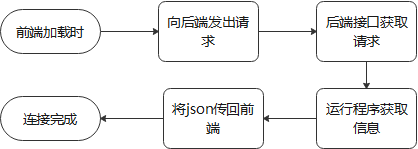 前端加载时
向后端发出请
求
后端接口获取
请求
运行程序获取
信息
将json传回前
端
连接完成